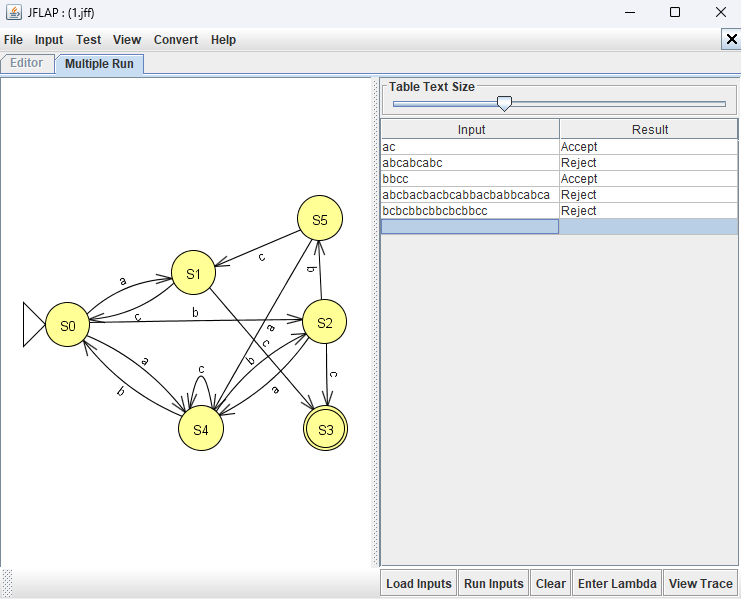 JFLAP : (1.jff)
File Input Test View Convert Help
Editor Multiple Run
Table Text Size
Input Result
ac Accept
abcabcabc Reject
bbcc Accept
abcbacbacbcabbacbabbcabca Reject
bcbcbbcbbcbcbbcc Reject
S5
c
S1
a
b
c
S0
b
S2
a
a
c
c
b
c
b
a
S4
S3
Load Inputs Run Inputs Clear Enter Lambda View Trace